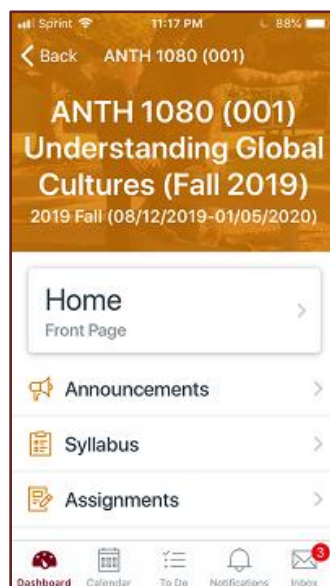 Sprint 11:17 PM 88%
Back ANTH 1080 (001)
ANTH 1080 (001)
Understanding Global
Cultures (Fall 2019)
2019 Fall (08/12/2019-01/05/2020)
Home
Front Page
Announcements
Syllabus
Assignments
3
Dashboard Calendar To Do Notifications Inbox